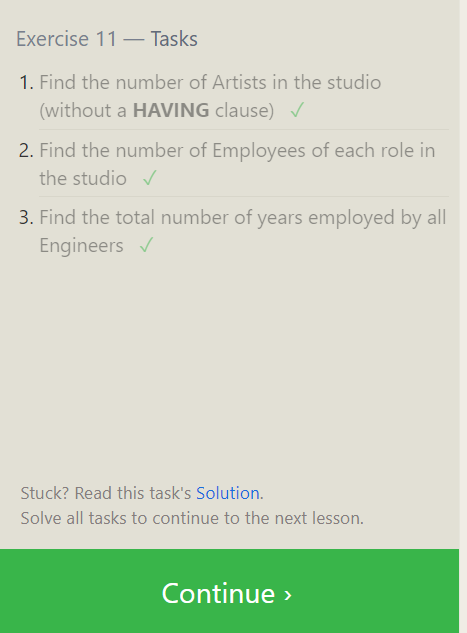 Exercise 11 — Tasks
1. Find the number of Artists in the studio
(without a HAVING clause) ✓
2. Find the number of Employees of each role in
the studio ✓
3. Find the total number of years employed by all
Engineers ✓
Stuck? Read this task's Solution.
Solve all tasks to continue to the next lesson.
Continue ›